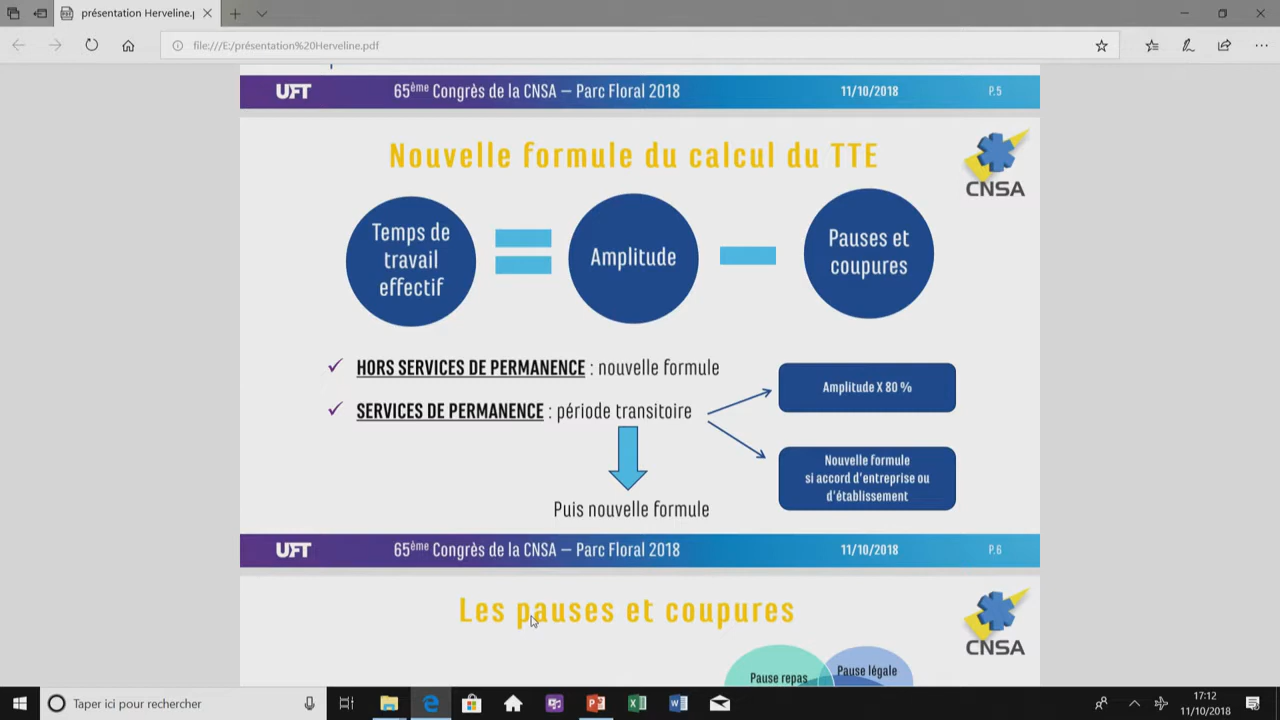 présentation Herveline.p
file:///E:/présentation%20Herveline.pdf
UFT
65ème Congrès de la CNSA – Parc Floral 2018
11/10/2018
P.5
Nouvelle formule du calcul du TTE
CNSA
Temps de
travail
effectif
Amplitude
Pauses et
coupures
HORS SERVICES DE PERMANENCE : nouvelle formule
SERVICES DE PERMANENCE : période transitoire
Amplitude X 80 %
Nouvelle formule
si accord d'entreprise ou
d'établissement
Puis nouvelle formule
UFT
65ème Congrès de la CNSA – Parc Floral 2018
11/10/2018
P.6
Les pauses et coupures
CNSA
Pause repas
Pause légale
Taper ici pour rechercher
17:12
11/10/2018